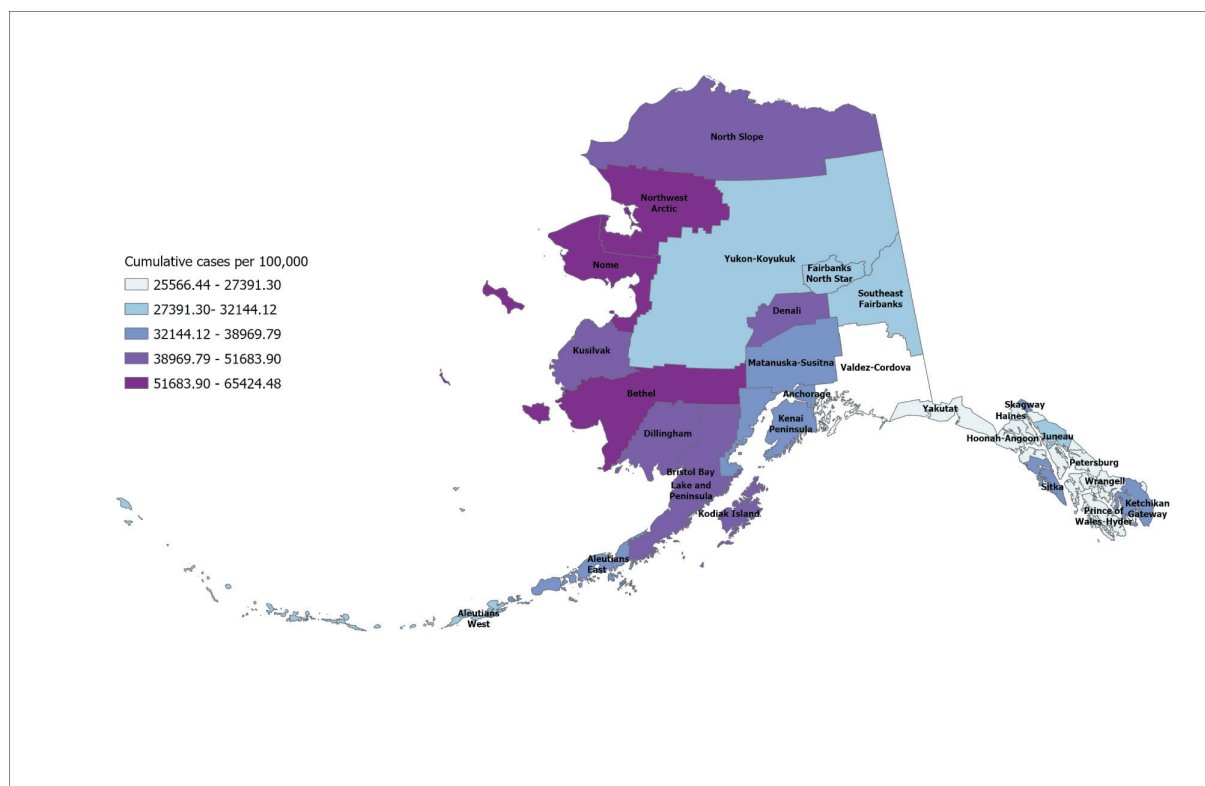 North Slope
Northwest
Arctic
Cumulative cases per 100,000
25566.44 - 27391.30
27391.30- 32144.12
32144.12 - 38969.79
38969.79 - 51683.90
51683.90 - 65424.48
Yukon-Koyukuk
Nome
Fairbanks
North Star
Southeast
Fairbanks
Denali
Kusilvak
Matanuska-Susitna
Valdez-Cordova
Bethel
Anchorage
Kenai
Peninsula
Yakutat
Skagway
Haines
Hoonah-Angoon
Juneau
Dillingham
Petersburg
Bristol Bay
Lake and
Peninsula
Wrangell
Sitka
Ketchikan
Gateway
Kodiak Island
Prince of
Wales-Hyder
Aleutians
East
Aleutians
West